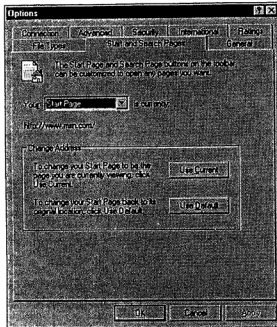 Options
Connection Advanced Security International Ratings
File Types Start and Search Pages General
The Start Page and Search Page buttons on the toolbar
can be customized to open any pages you want.
Your Start Page is currently:
http://www.msn.com/
Change Address
To change your Start Page to be the
page you are currently viewing, click
Use Current.
Use Current
To change your Start Page back to its
original location, click Use Default.
Use Default
OK Cancel Apply